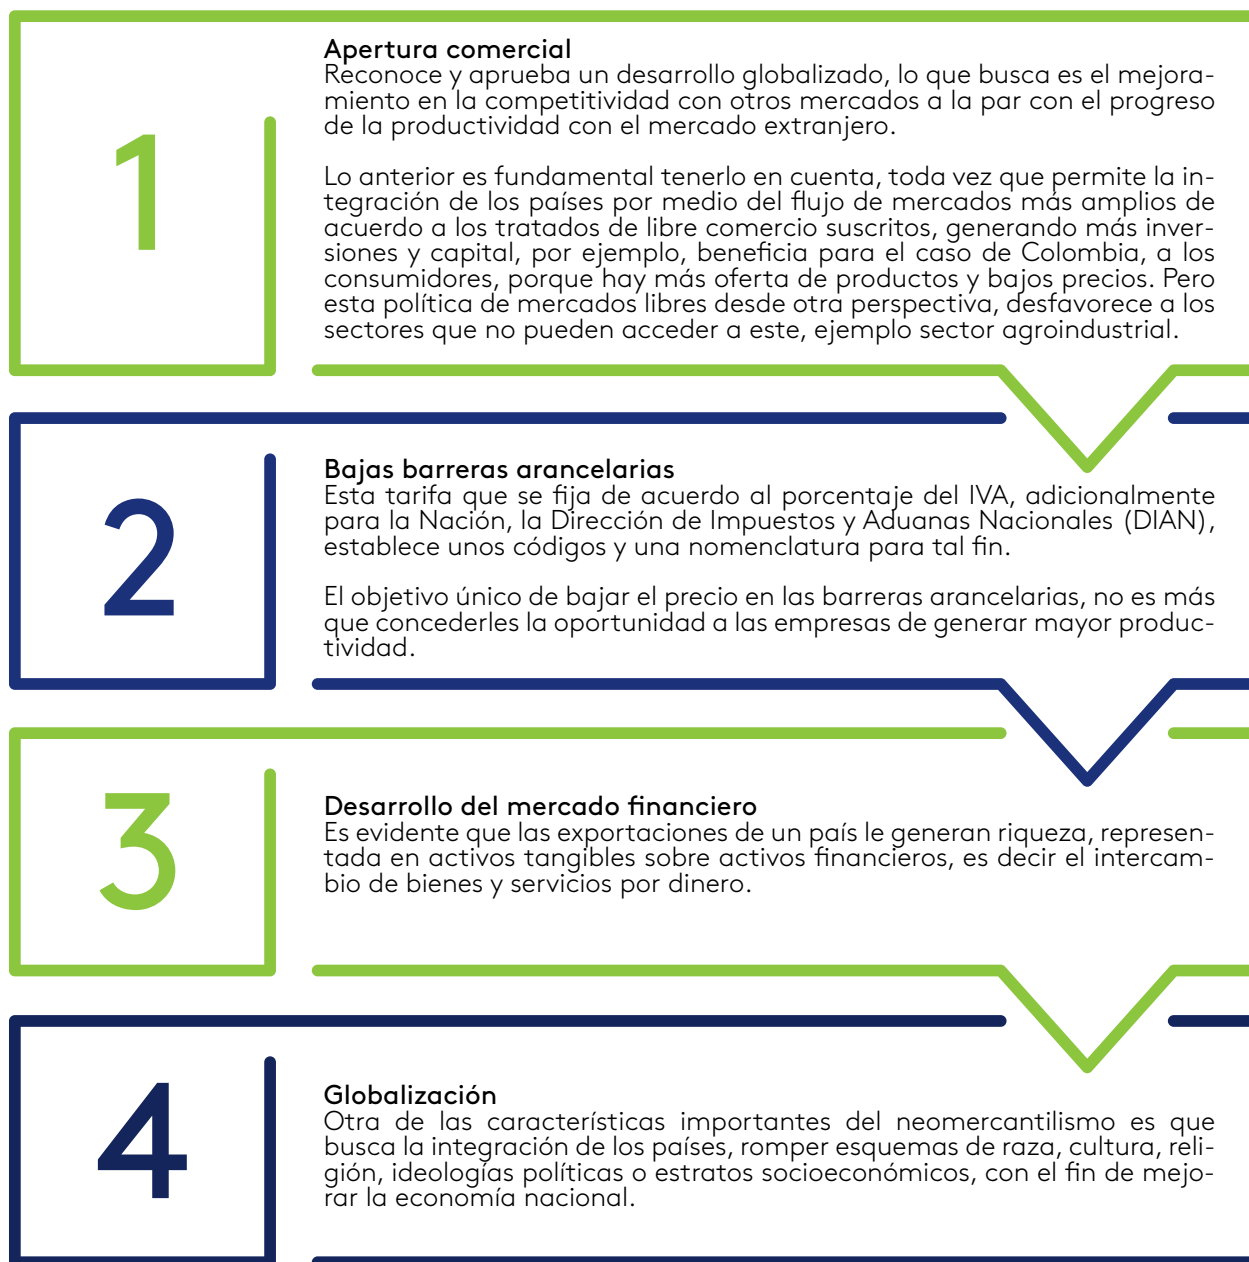 1
Apertura comercial
Reconoce y aprueba un desarrollo globalizado, lo que busca es el mejora-
miento en la competitividad con otros mercados a la par con el progreso
de la productividad con el mercado extranjero.
Lo anterior es fundamental tenerlo en cuenta, toda vez que permite la in-
tegración de los países por medio del flujo de mercados más amplios de
acuerdo a los tratados de libre comercio suscritos, generando más inver-
siones y capital, por ejemplo, beneficia para el caso de Colombia, a los
consumidores, porque hay más oferta de productos y bajos precios. Pero
esta política de mercados libres desde otra perspectiva, desfavorece a los
sectores que no pueden acceder a este, ejemplo sector agroindustrial.
2
Bajas barreras arancelarias
Esta tarifa que se fija de acuerdo al porcentaje del IVA, adicionalmente
para la Nación, la Dirección de Impuestos y Aduanas Nacionales (DIAN),
establece unos códigos y una nomenclatura para tal fin.
El objetivo único de bajar el precio en las barreras arancelarias, no es más
que concederles la oportunidad a las empresas de generar mayor produc-
tividad.
3
Desarrollo del mercado financiero
Es evidente que las exportaciones de un país le generan riqueza, represen-
tada en activos tangibles sobre activos financieros, es decir el intercam-
bio de bienes y servicios por dinero.
4
Globalización
Otra de las características importantes del neomercantilismo es que
busca la integración de los países, romper esquemas de raza, cultura, reli-
gión, ideologías políticas o estratos socioeconómicos, con el fin de mejo-
rar la economía nacional.